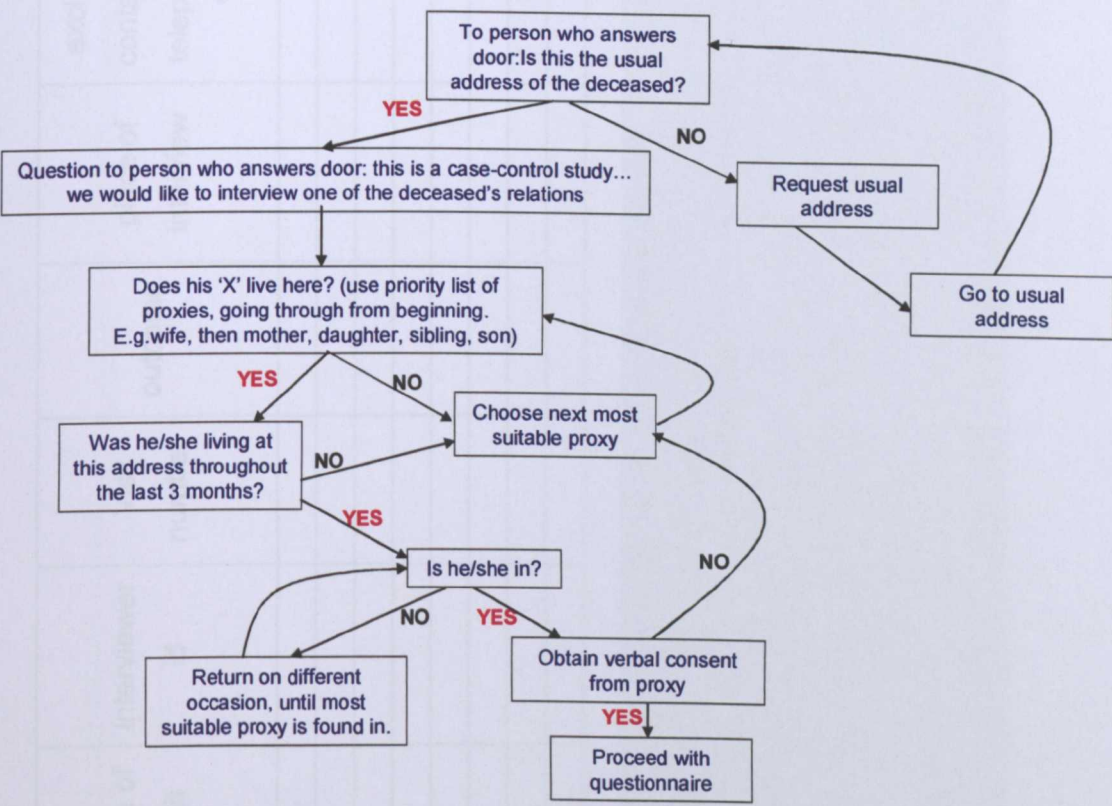 To person who answers
door:Is this the usual
address of the deceased?
YES
NO
Question to person who answers door: this is a case-control study…
we would like to interview one of the deceased's relations
Request usual
address
Go to usual
address
Does his 'X' live here? (use priority list of
proxies, going through from beginning.
E.g.wife, then mother, daughter, sibling, son)
YES
NO
Choose next most
suitable proxy
Was he/she living at
this address throughout
the last 3 months?
NO
YES
Is he/she in?
NO
NO
YES
Return on different
occasion, until most
suitable proxy is found in.
Obtain verbal consent
from proxy
YES
Proceed with
questionnaire
interviewer